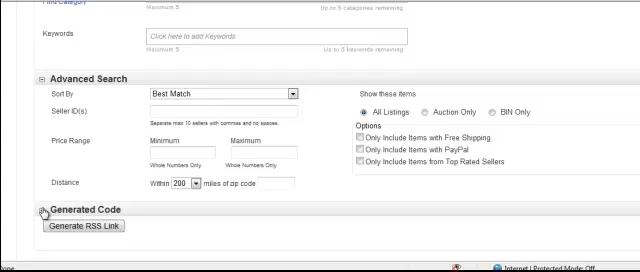 Find Category
Maximum 5 Up to 5 categories remaining
Keywords Click here to add Keywords
Maximum 5 Up to 5 keywords remaining
Advanced Search
Sort By Best Match Show these items
Seller ID(s) All Listings Auction Only BIN Only
Separate max 10 sellers with commas and no spaces.
Options
Only Include Items with Free Shipping
Price Range Minimum Maximum
Only Include Items with PayPal
Only Include Items from Top Rated Sellers
Whole Numbers Only Whole Numbers Only
Distance Within 200 miles of zip code
Generated Code
Generate RSS Link
Done Internet | Protected Mode: Off